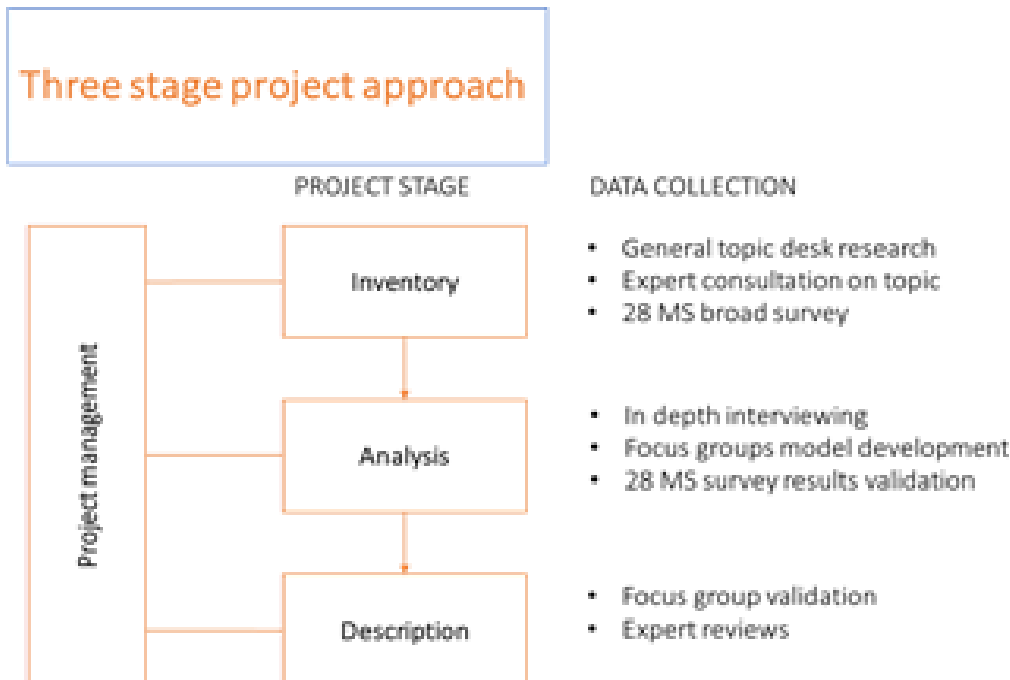 Three stage project approach
PROJECT STAGE
DATA COLLECTION
Project management
Inventory
• General topic desk research
• Expert consultation on topic
• 28 MS broad survey
Analysis
• In depth interviewing
• Focus groups model development
• 28 MS survey results validation
Description
• Focus group validation
• Expert reviews